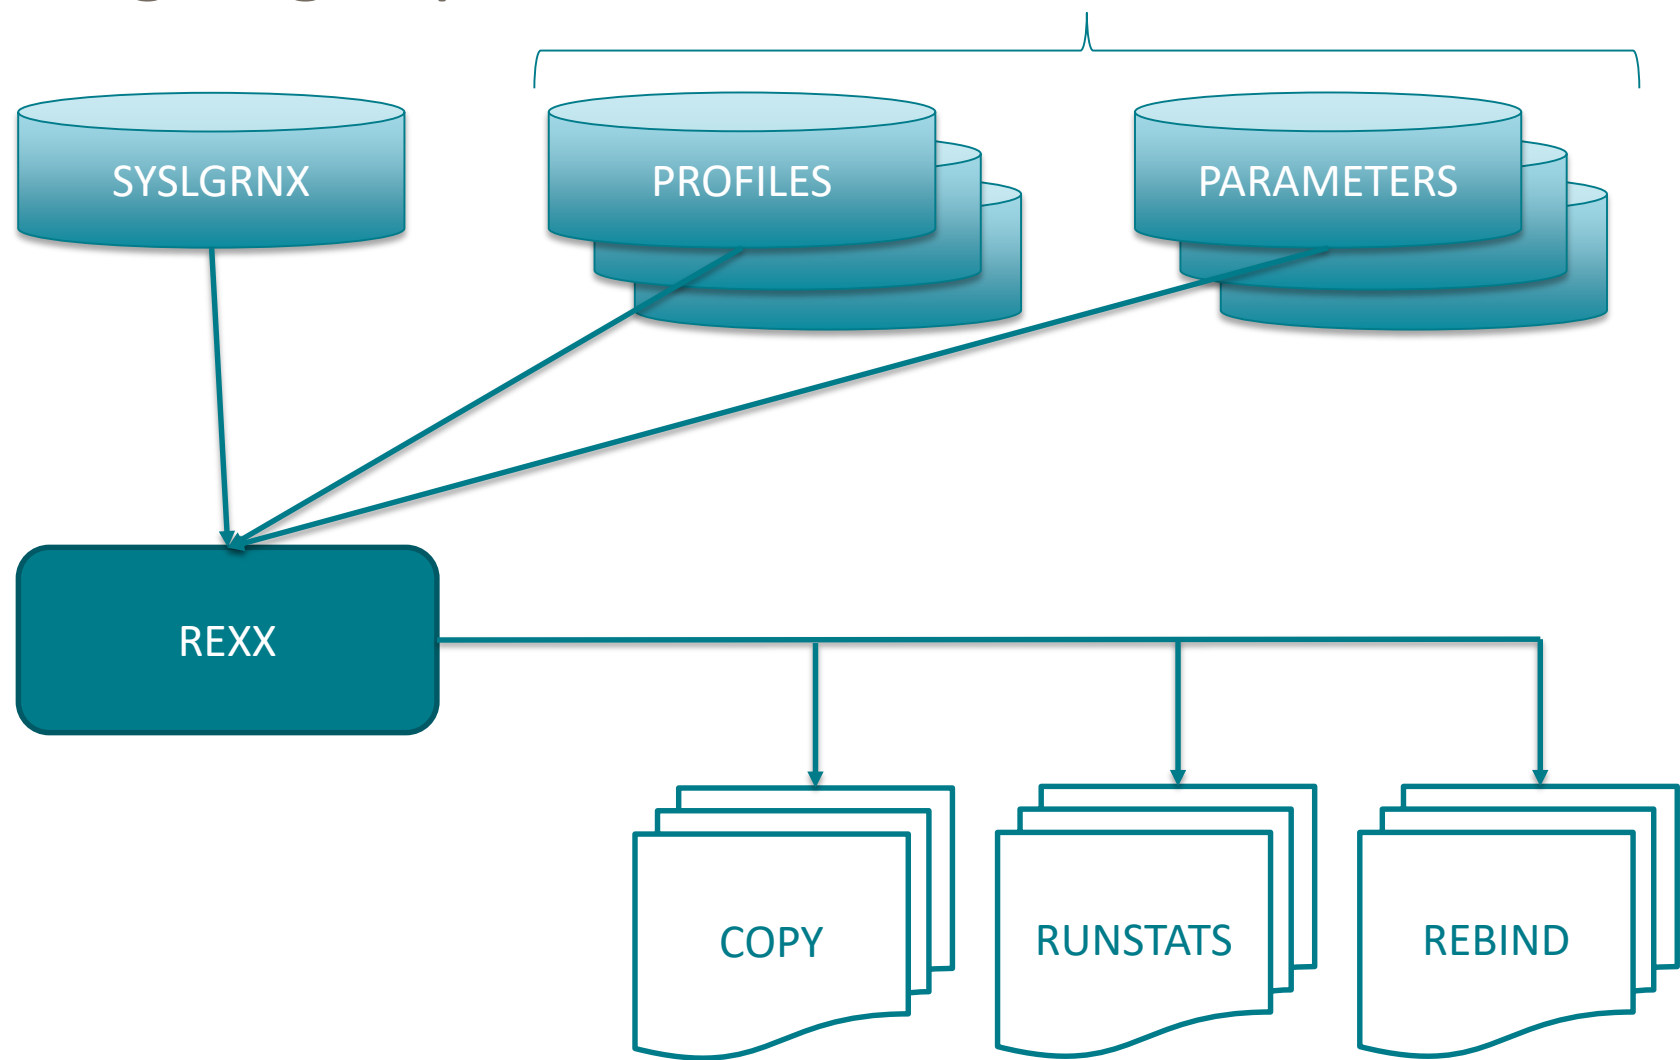 SYSLGRNX
PROFILES
PARAMETERS
REXX
COPY
RUNSTATS
REBIND